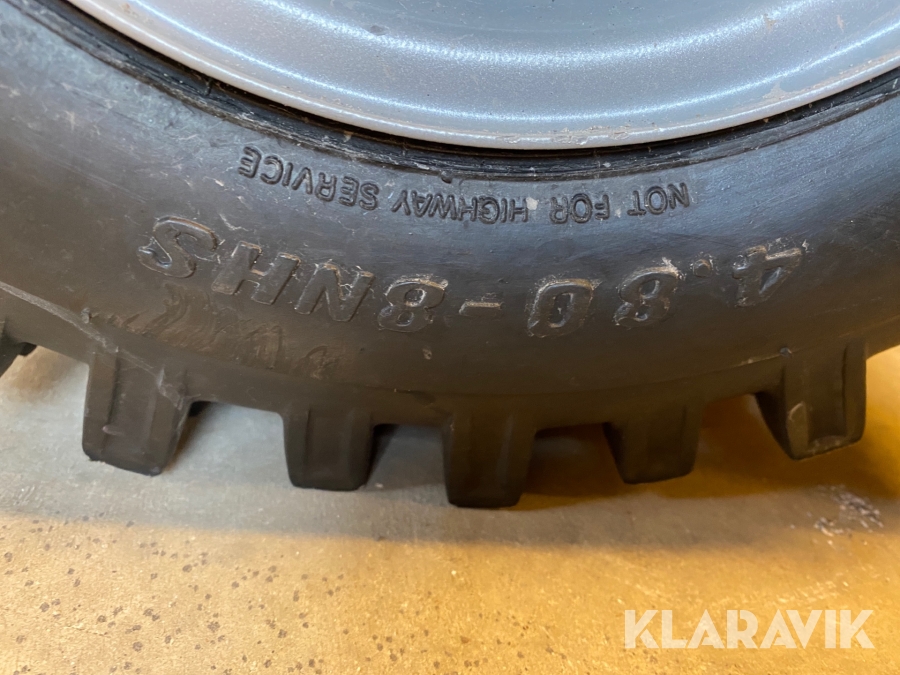 NOT FOR HIGHWAY SERVICE
4.80-8NHS
KLARAVIK